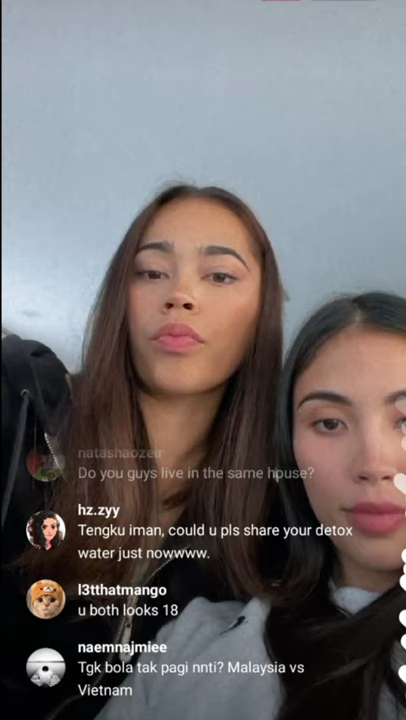 natashaozeir
Do you guys live in the same house?
hz.zyy
Tengku iman, could u pls share your detox
water just nowwww.
l3tthatmango
u both looks 18
naemnajmiee
Tgk bola tak pagi nnti? Malaysia vs
Vietnam